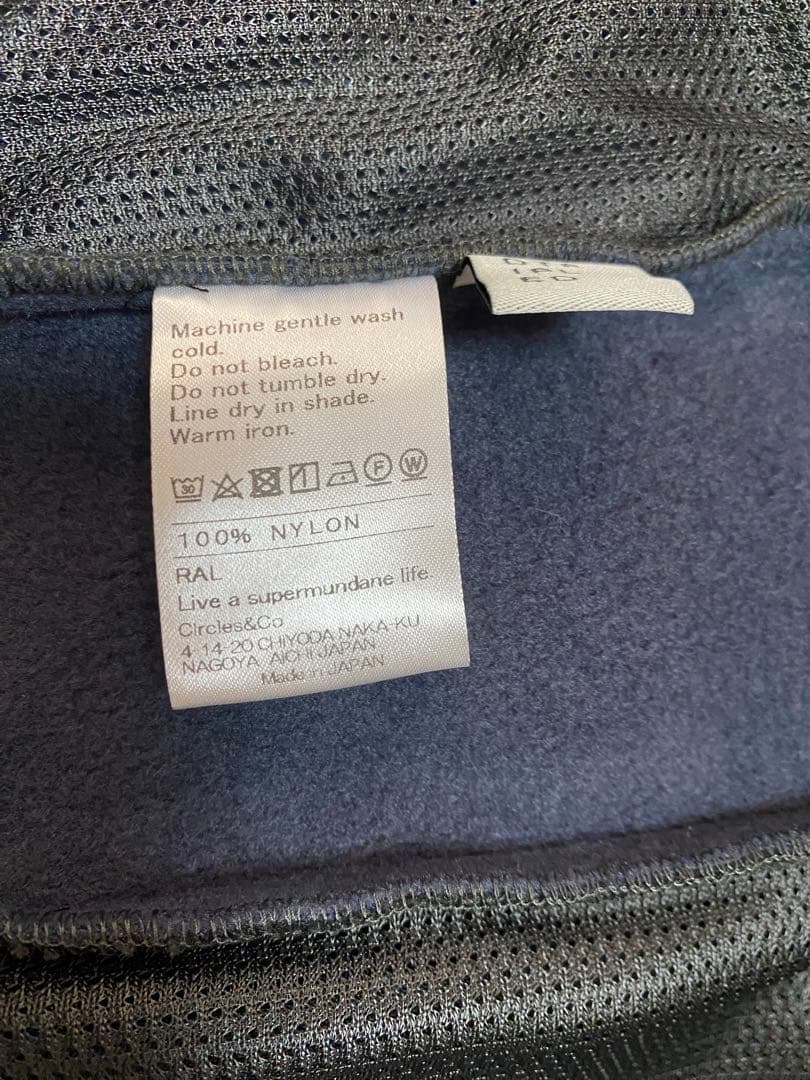 Machine gentle wash
cold.
Do not bleach.
Do not tumble dry.
Line dry in shade.
Warm iron.
30 F W
100% NYLON
RAL
Live a supermundane life.
Circles&Co
4-14-20 CHIYODA NAKA-KU
NAGOYA AICHI JAPAN
Made in JAPAN